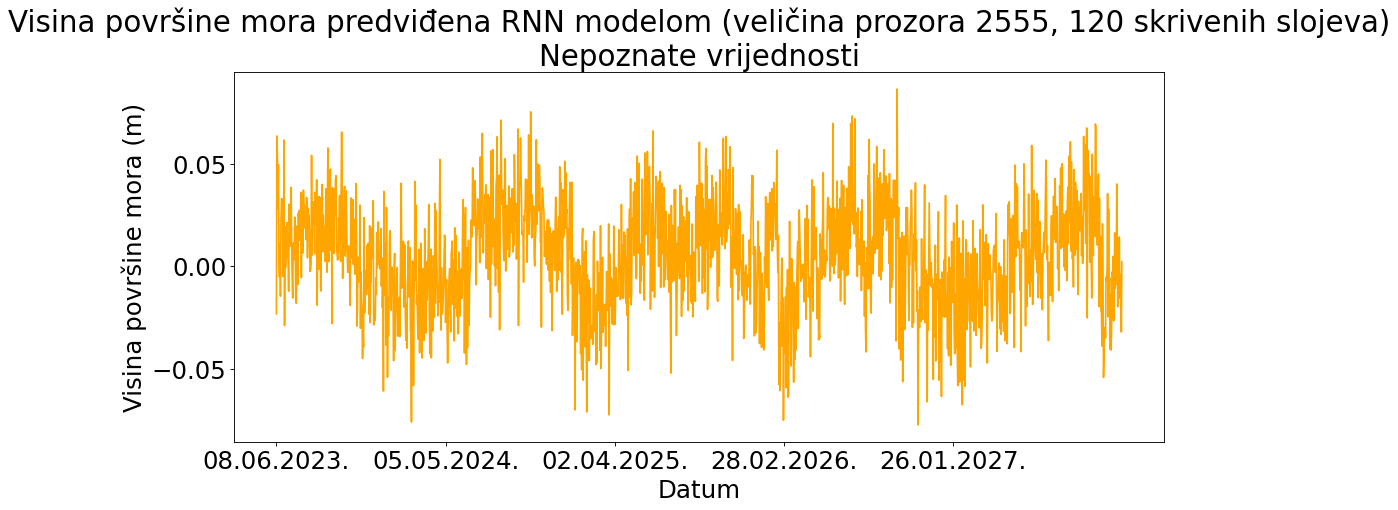 Visina površine mora predviđena RNN modelom (veličina prozora 2555, 120 skrivenih slojeva)
Nepoznate vrijednosti
Visina površine mora (m)
0.05
0.00
−0.05
08.06.2023. 05.05.2024. 02.04.2025. 28.02.2026. 26.01.2027.
Datum